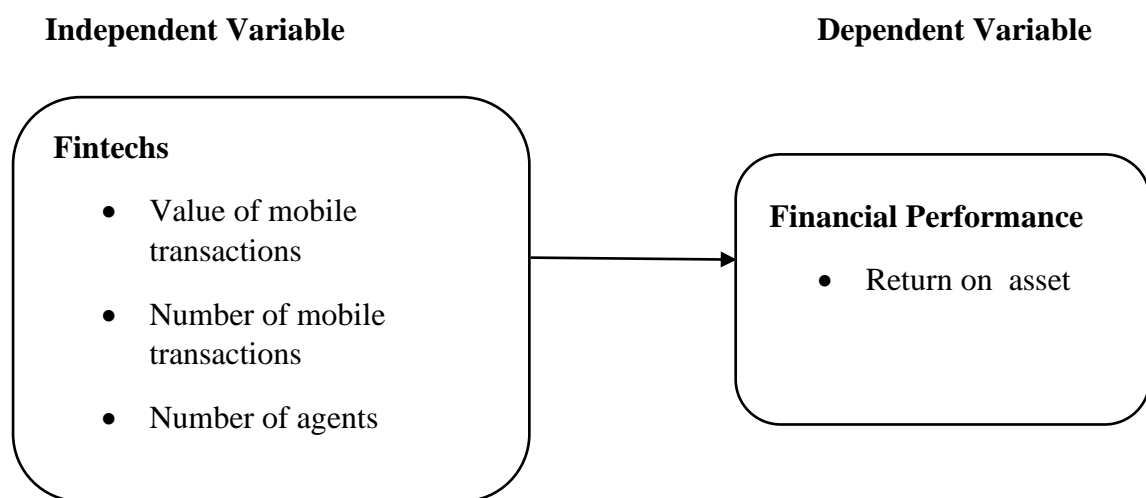 Independent Variable
Dependent Variable
Fintechs
• Value of mobile
transactions
• Number of mobile
transactions
• Number of agents
Financial Performance
• Return on asset